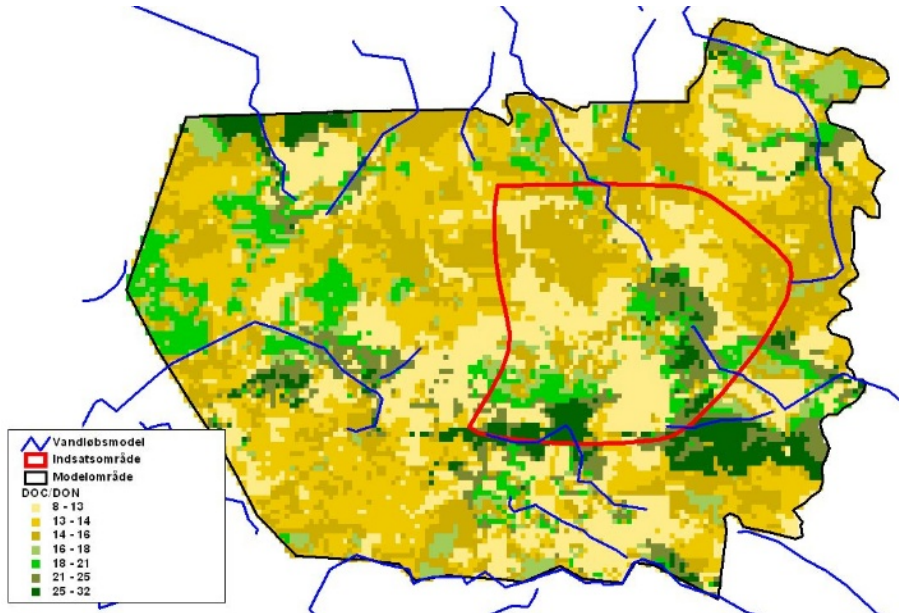 Vandløbsmodel
Indsatsområde
Modelområde
DOC/DON
8 - 13
13 - 14
14 - 16
16 - 18
18 - 21
21 - 25
25 - 32